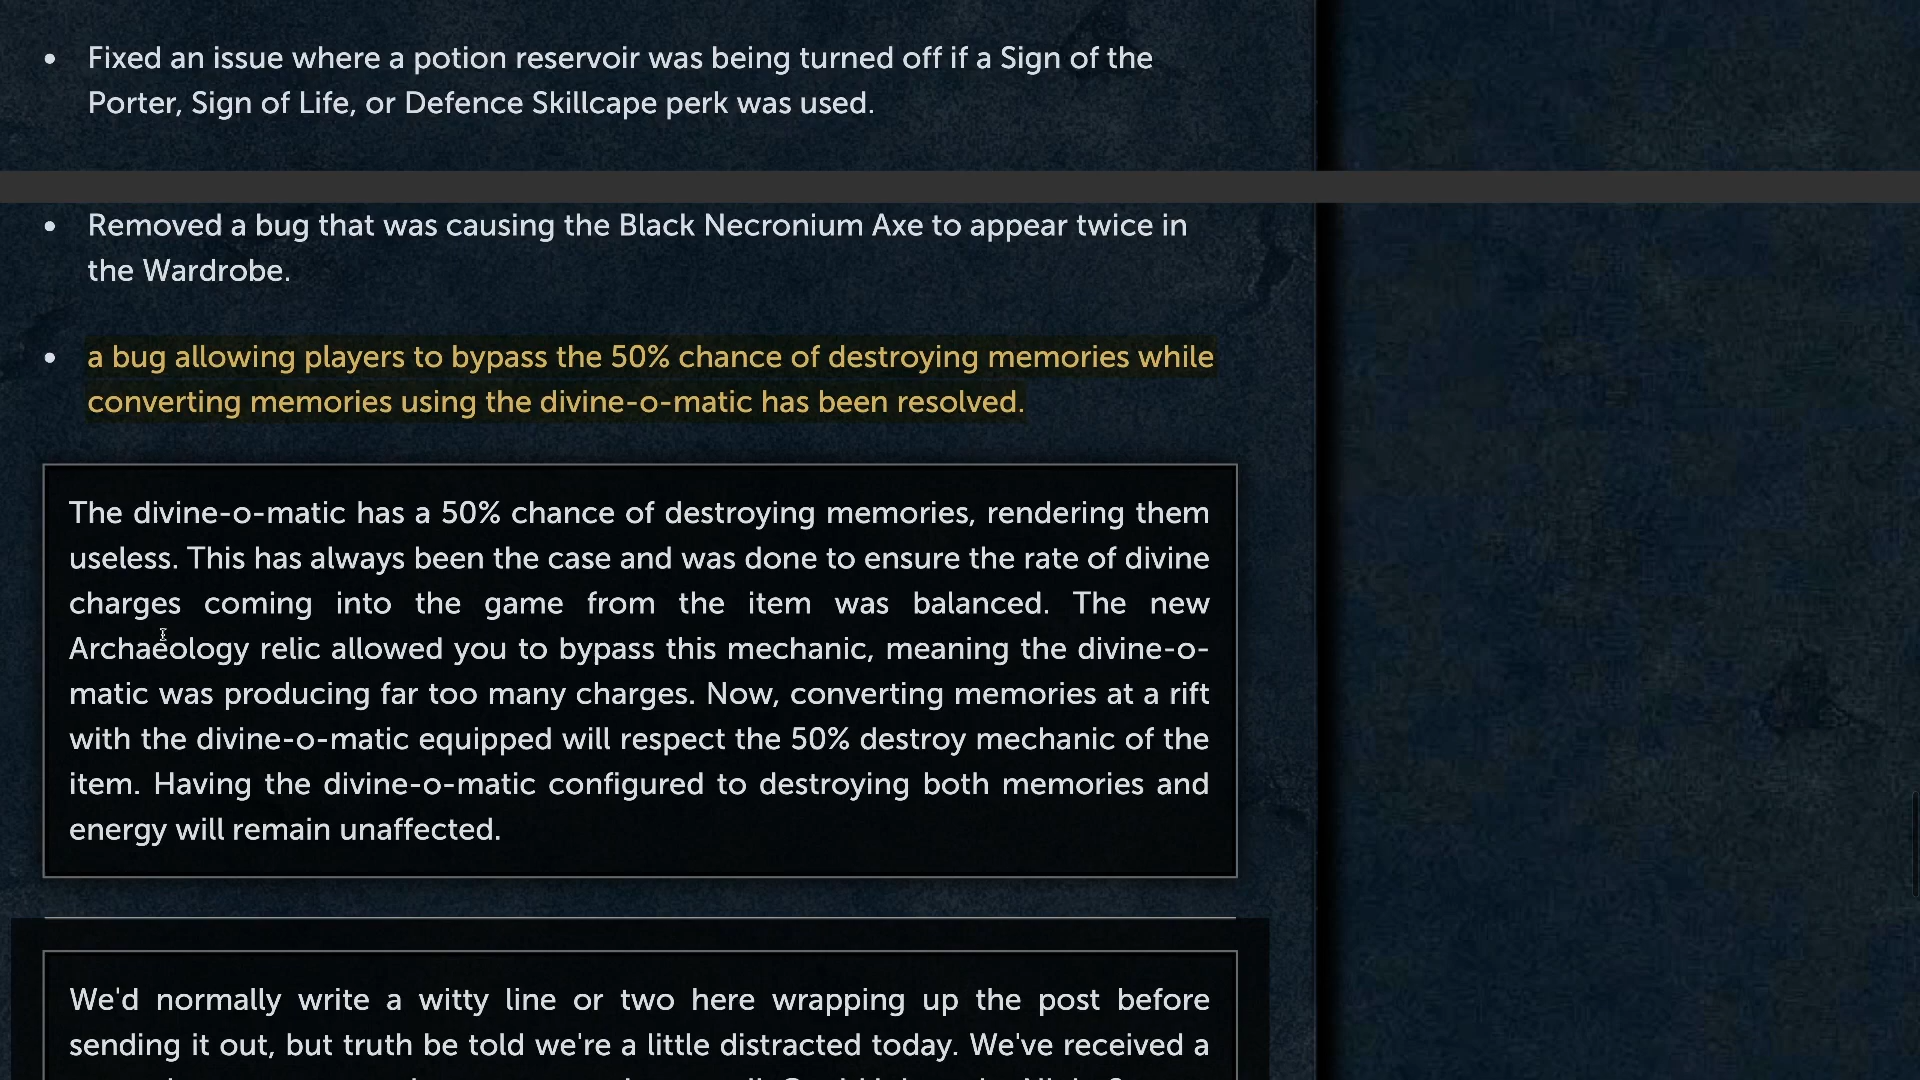 • Fixed an issue where a potion reservoir was being turned off if a Sign of the
Porter, Sign of Life, or Defence Skillcape perk was used.
• Removed a bug that was causing the Black Necronium Axe to appear twice in
the Wardrobe.
• a bug allowing players to bypass the 50% chance of destroying memories while
converting memories using the divine-o-matic has been resolved.
The divine-o-matic has a 50% chance of destroying memories, rendering them
useless. This has always been the case and was done to ensure the rate of divine
charges coming into the game from the item was balanced. The new
Archaeology relic allowed you to bypass this mechanic, meaning the divine-o-
matic was producing far too many charges. Now, converting memories at a rift
with the divine-o-matic equipped will respect the 50% destroy mechanic of the
item. Having the divine-o-matic configured to destroying both memories and
energy will remain unaffected.
We'd normally write a witty line or two here wrapping up the post before
sending it out, but truth be told we're a little distracted today. We've received a